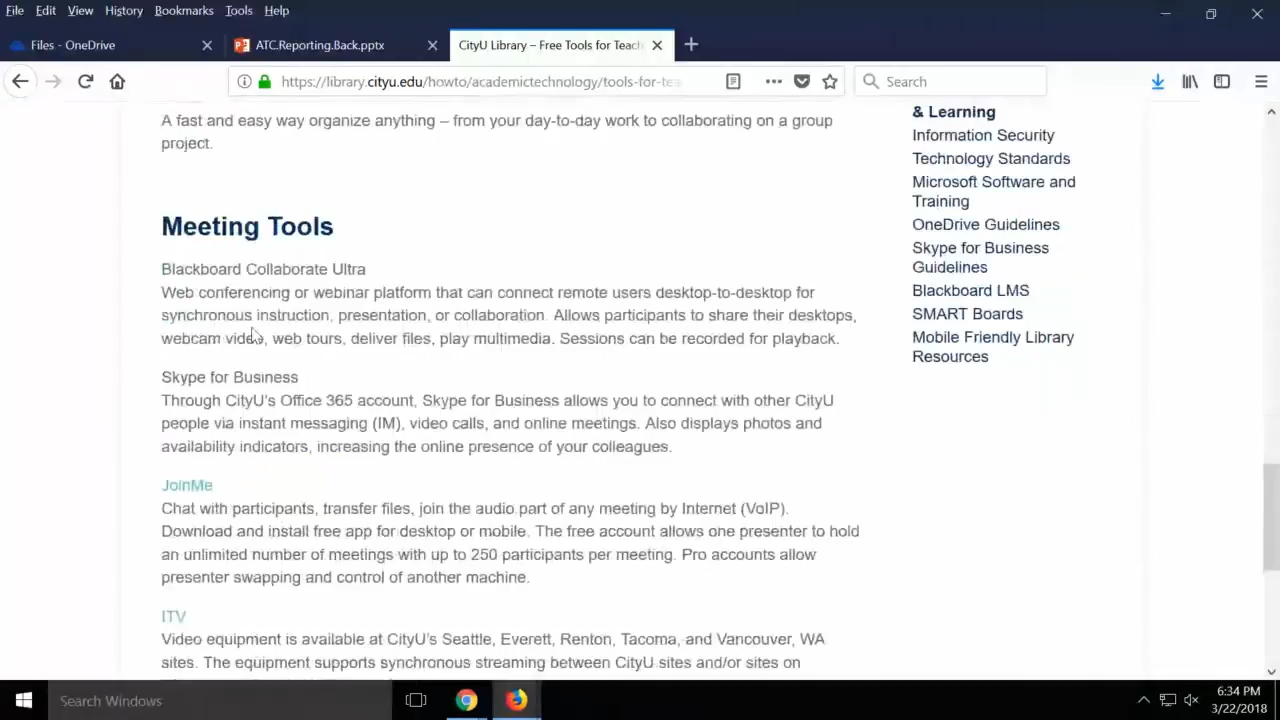 File Edit View History Bookmarks Tools Help
Files - OneDrive
ATC.Reporting.Back.pptx
CityU Library – Free Tools for Teach
https://library.cityu.edu/howto/academictechnology/tools-for-tea
Search
A fast and easy way organize anything – from your day-to-day work to collaborating on a group
project.
Meeting Tools
Blackboard Collaborate Ultra
Web conferencing or webinar platform that can connect remote users desktop-to-desktop for
synchronous instruction, presentation, or collaboration. Allows participants to share their desktops,
webcam video, web tours, deliver files, play multimedia. Sessions can be recorded for playback.
Skype for Business
Through CityU's Office 365 account, Skype for Business allows you to connect with other CityU
people via instant messaging (IM), video calls, and online meetings. Also displays photos and
availability indicators, increasing the online presence of your colleagues.
JoinMe
Chat with participants, transfer files, join the audio part of any meeting by Internet (VoIP).
Download and install free app for desktop or mobile. The free account allows one presenter to hold
an unlimited number of meetings with up to 250 participants per meeting. Pro accounts allow
presenter swapping and control of another machine.
ITV
Video equipment is available at CityU's Seattle, Everett, Renton, Tacoma, and Vancouver, WA
sites. The equipment supports synchronous streaming between CityU sites and/or sites on
& Learning
Information Security
Technology Standards
Microsoft Software and
Training
OneDrive Guidelines
Skype for Business
Guidelines
Blackboard LMS
SMART Boards
Mobile Friendly Library
Resources
Search Windows
6:34 PM
3/22/2018